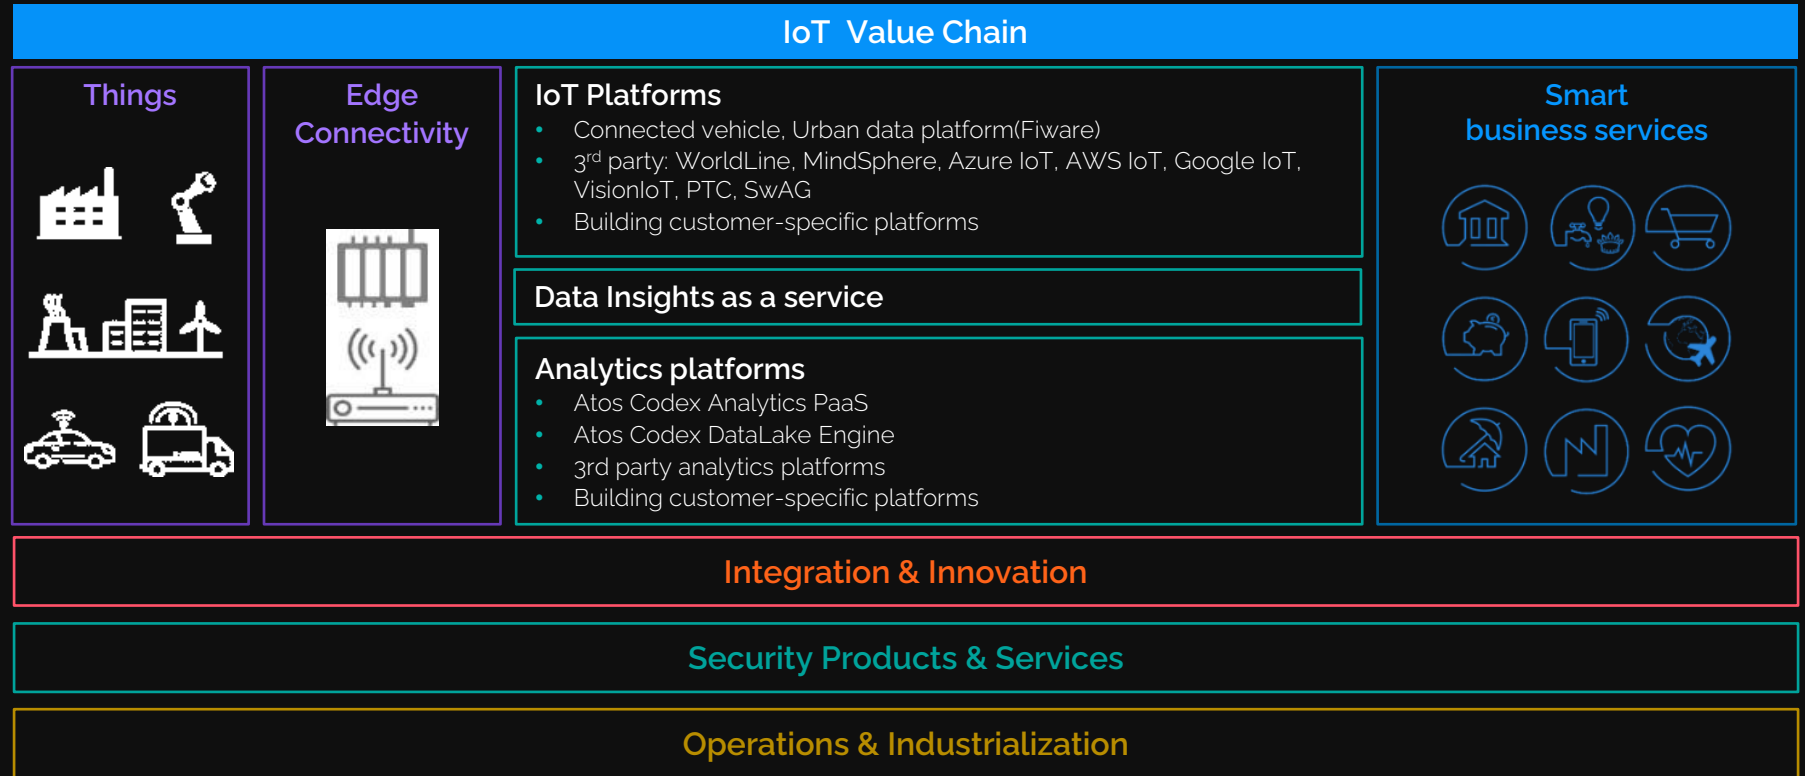 IoT Value Chain
Things
Edge
Connectivity
IoT Platforms
• Connected vehicle, Urban data platform(Fiware)
• 3rd party: WorldLine, MindSphere, Azure IoT, AWS IoT, Google IoT,
VisionIoT, PTC, SwAG
• Building customer-specific platforms
Data Insights as a service
Analytics platforms
• Atos Codex Analytics PaaS
• Atos Codex DataLake Engine
• 3rd party analytics platforms
• Building customer-specific platforms
Smart
business services
Integration & Innovation
Security Products & Services
Operations & Industrialization